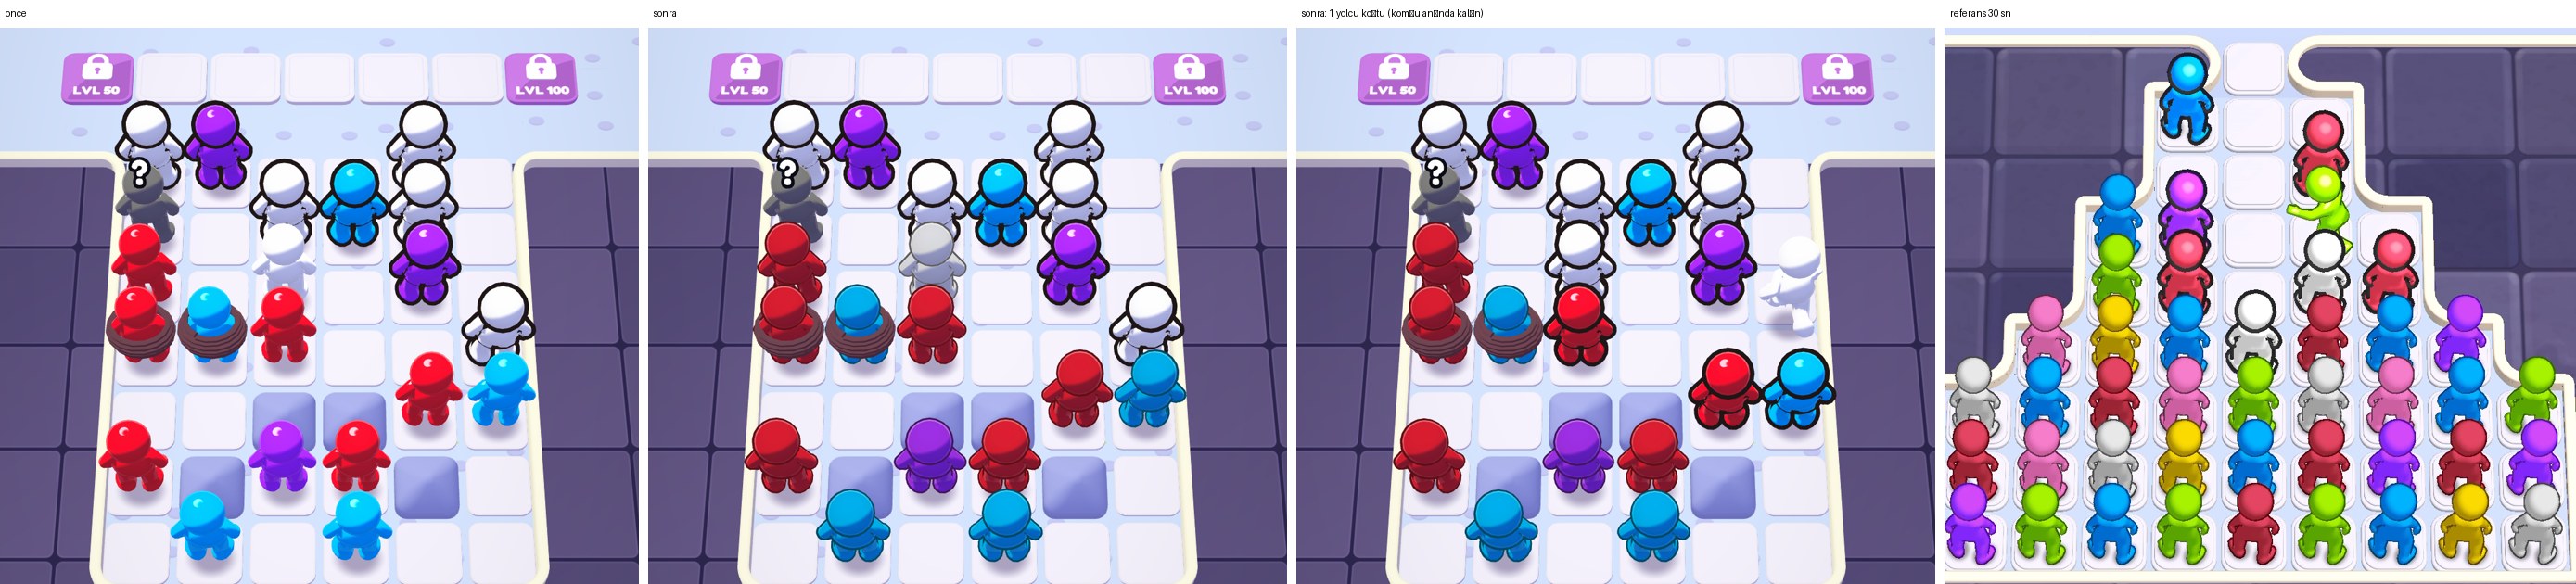 once
sonra
sonra: 1 yolcu ko▯tu (kom▯u an▯nda kal▯n)
referans 30 sn
LVL 50
LVL 100
?
LVL 50
LVL 100
?
LVL 50
LVL 100
?